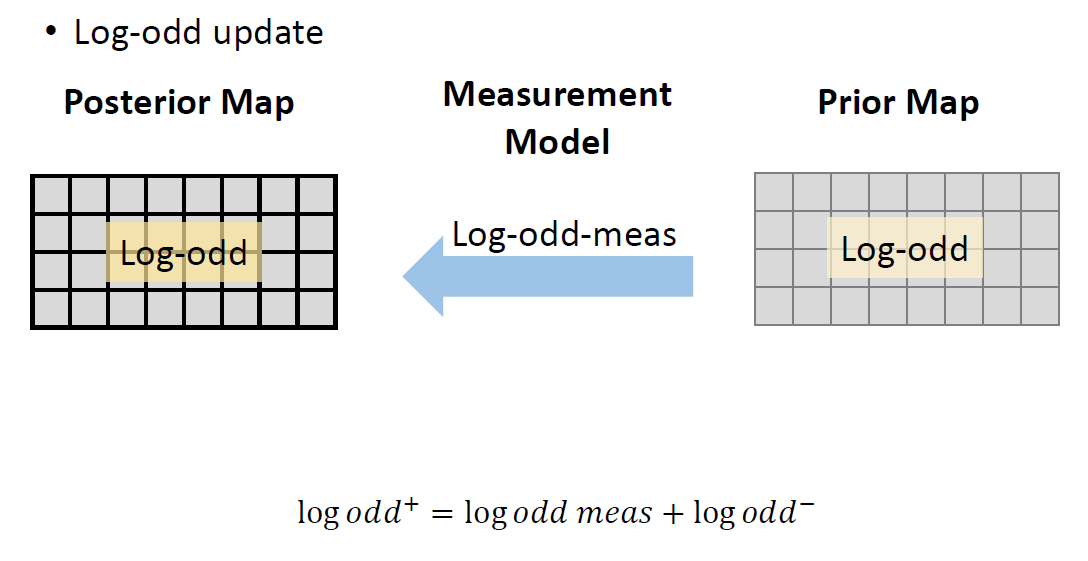 • Log-odd update
Posterior Map
Measurement
Model
Prior Map
Log-odd
Log-odd-meas
Log-odd
log odd⁺ = log odd meas + log odd⁻